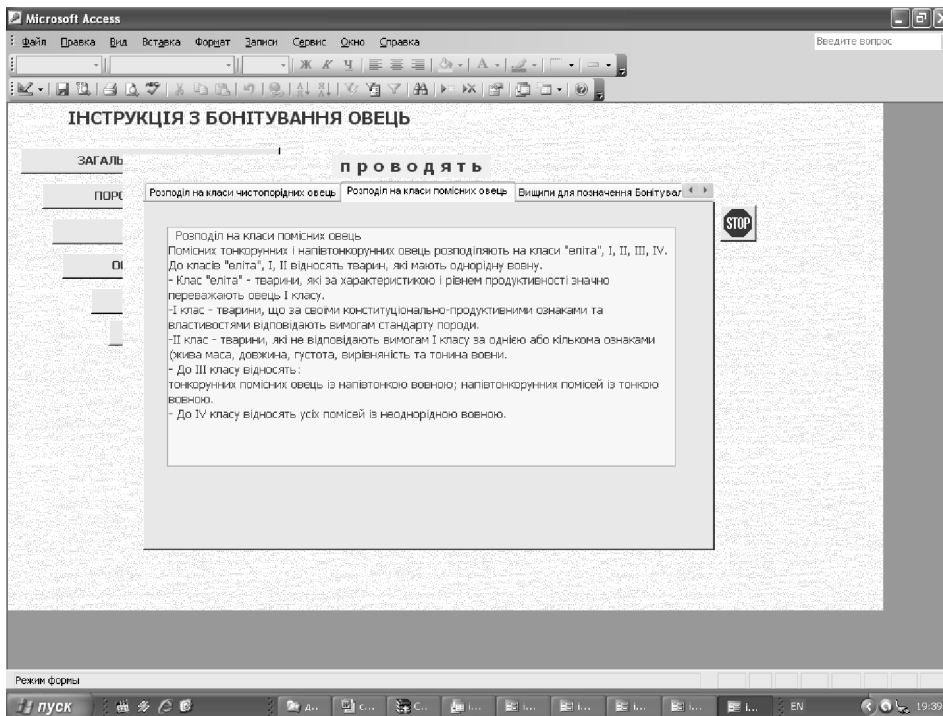 Microsoft Access
Файл Правка Вид Вставка Формат Записи Сервис Окно Справка
Введите вопрос
Ж К Ч
ІНСТРУКЦІЯ З БОНІТУВАННЯ ОВЕЦЬ
ЗАГАЛЬ
проводять
ПОРО
Розподіл на класи чистопорідних овець Розподіл на класи помісних овець Вищипи для позначення Бонітувал
STOP
Розподіл на класи помісних овець
Помісних тонкорунних і напівтонкорунних овець розподіляють на класи "еліта", І, ІІ, ІІІ, IV.
До класів "еліта", І, ІІ відносять тварин, які мають однорідну вовну.
- Клас "еліта" - тварини, які за характеристикою і рівнем продуктивності значно
переважають овець І класу.
-І клас - тварини, що за своїми конституціонально-продуктивними ознаками та
властивостями відповідають вимогам стандарту породи.
-ІІ клас - тварини, які не відповідають вимогам І класу за однією або кількома ознаками
(жива маса, довжина, густота, вирівняність та тонина вовни.
- До ІІІ класу відносять:
тонкорунних помісних овець із напівтонкою вовною; напівтонкорунних помісей із тонкою
вовною.
- До IV класу відносять усіх помісей із неоднорідною вовною.
Режим формы
пуск
EN
19:39